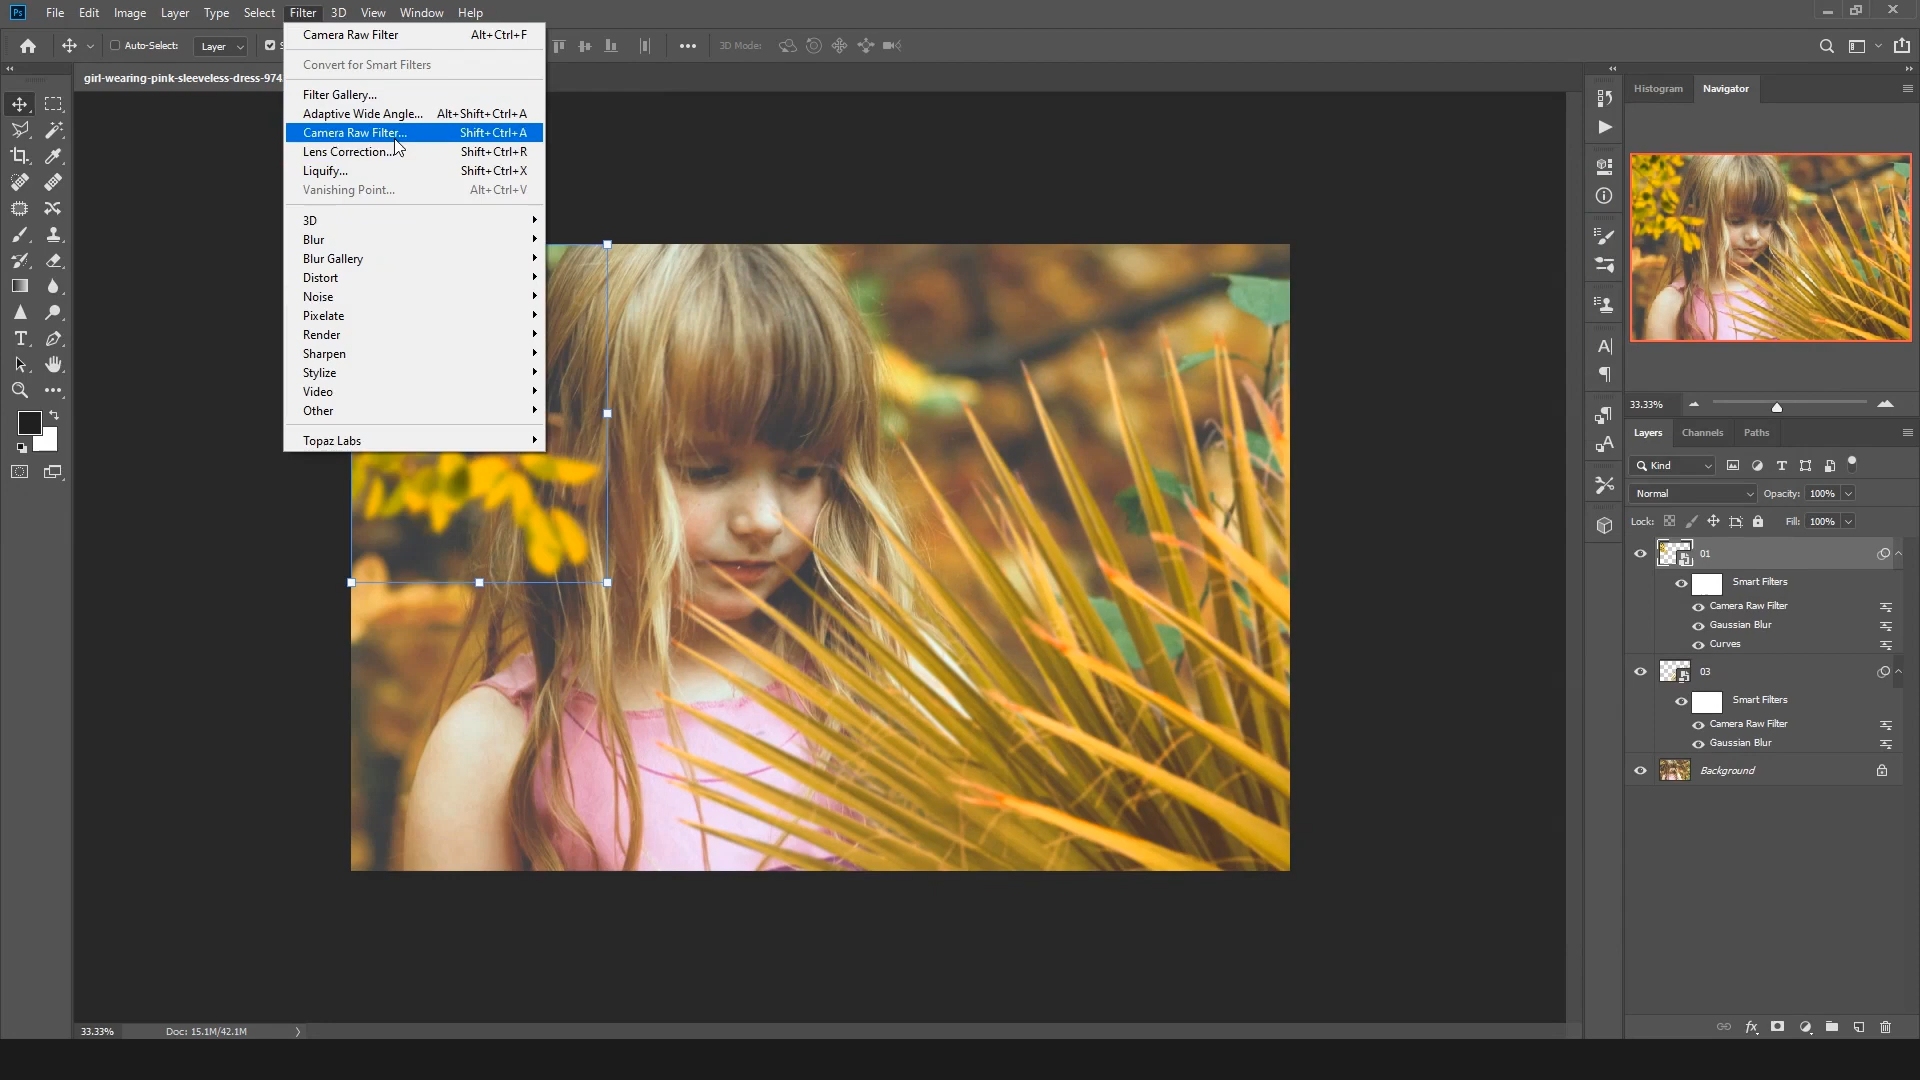 Ps File Edit Image Layer Type Select Filter 3D View Window Help
Auto-Select: Layer 3D Mode:
girl-wearing-pink-sleeveless-dress-974
Camera Raw Filter Alt+Ctrl+F
Convert for Smart Filters
Filter Gallery...
Adaptive Wide Angle... Alt+Shift+Ctrl+A
Camera Raw Filter... Shift+Ctrl+A
Lens Correction... Shift+Ctrl+R
Liquify... Shift+Ctrl+X
Vanishing Point... Alt+Ctrl+V
3D
Blur
Blur Gallery
Distort
Noise
Pixelate
Render
Sharpen
Stylize
Video
Other
Topaz Labs
Histogram Navigator
33.33%
Layers Channels Paths
Kind
Normal Opacity: 100%
Lock: Fill: 100%
01
Smart Filters
Camera Raw Filter
Gaussian Blur
Curves
03
Smart Filters
Camera Raw Filter
Gaussian Blur
Background
33.33% Doc: 15.1M/42.1M